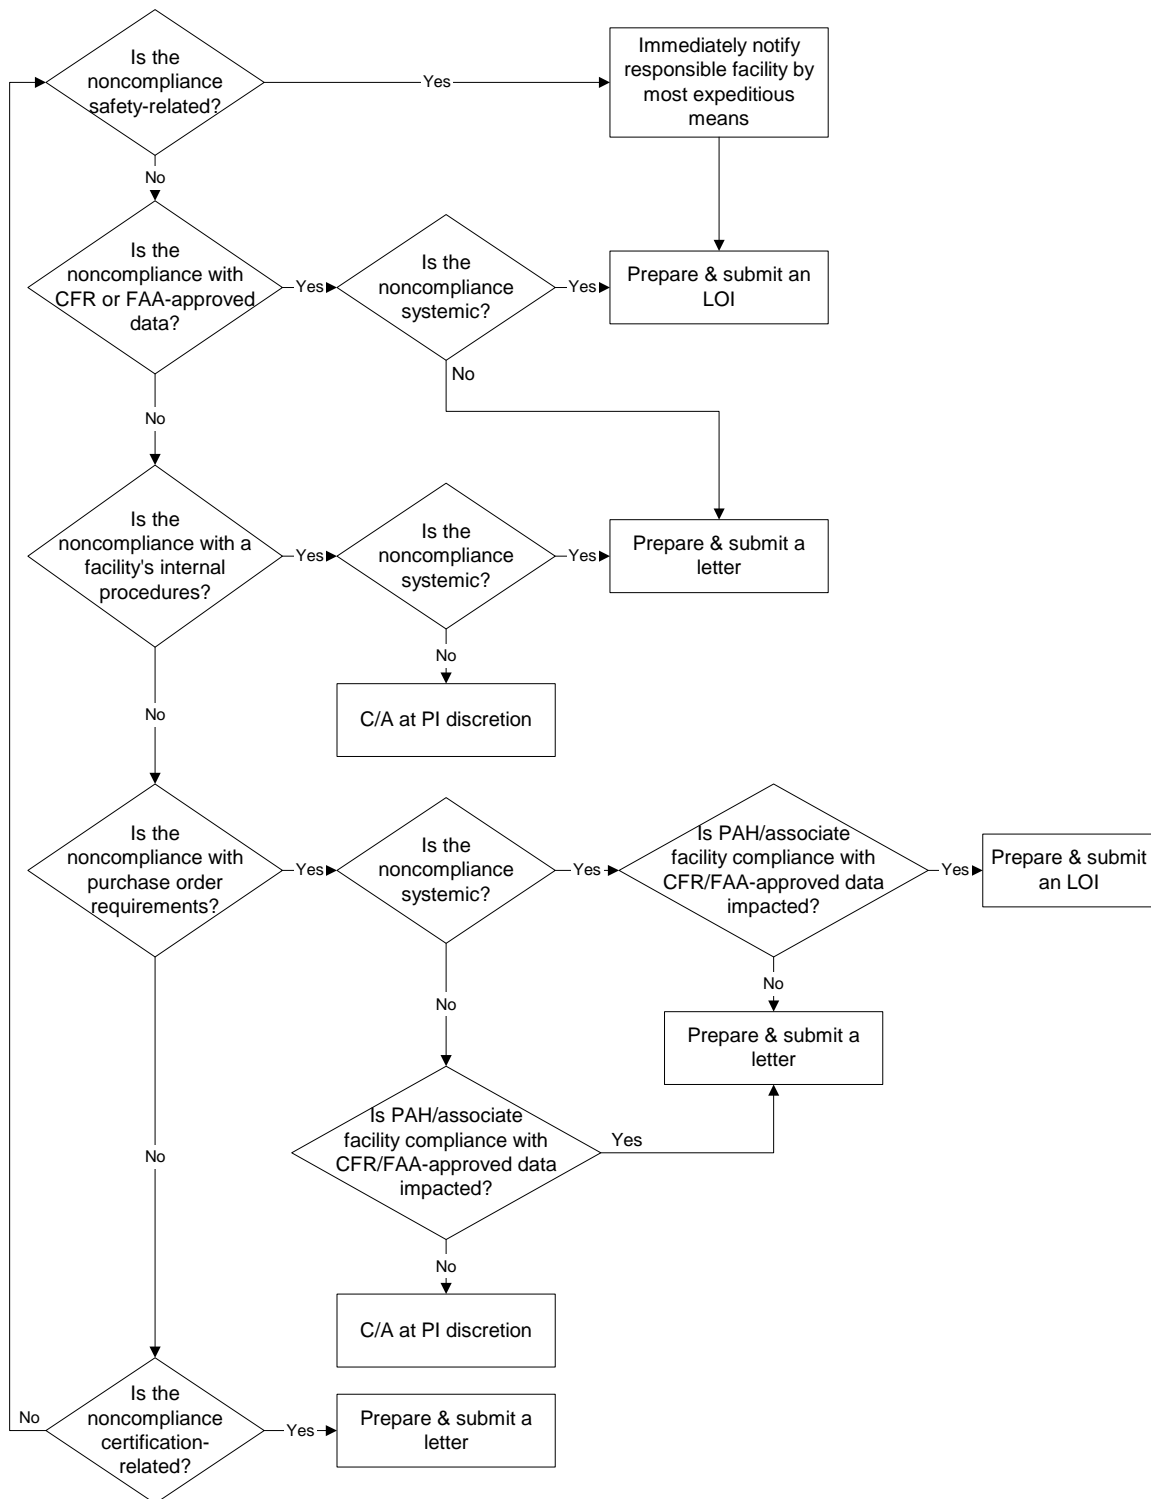 Is the
noncompliance
safety-related?
Yes
Immediately notify
responsible facility by
most expeditious
means
No
Is the
noncompliance with
CFR or FAA-approved
data?
Yes
Is the
noncompliance
systemic?
Yes
Prepare & submit an
LOI
No
No
Is the
noncompliance with a
facility's internal
procedures?
Yes
Is the
noncompliance
systemic?
Yes
Prepare & submit a
letter
No
C/A at PI discretion
No
Is the
noncompliance with
purchase order
requirements?
Yes
Is the
noncompliance
systemic?
Yes
Is PAH/associate
facility compliance with
CFR/FAA-approved data
impacted?
Yes
Prepare & submit
an LOI
No
Prepare & submit a
letter
No
Is PAH/associate
facility compliance with
CFR/FAA-approved data
impacted?
Yes
No
C/A at PI discretion
No
Is the
noncompliance
certification-
related?
No
Yes
Prepare & submit a
letter